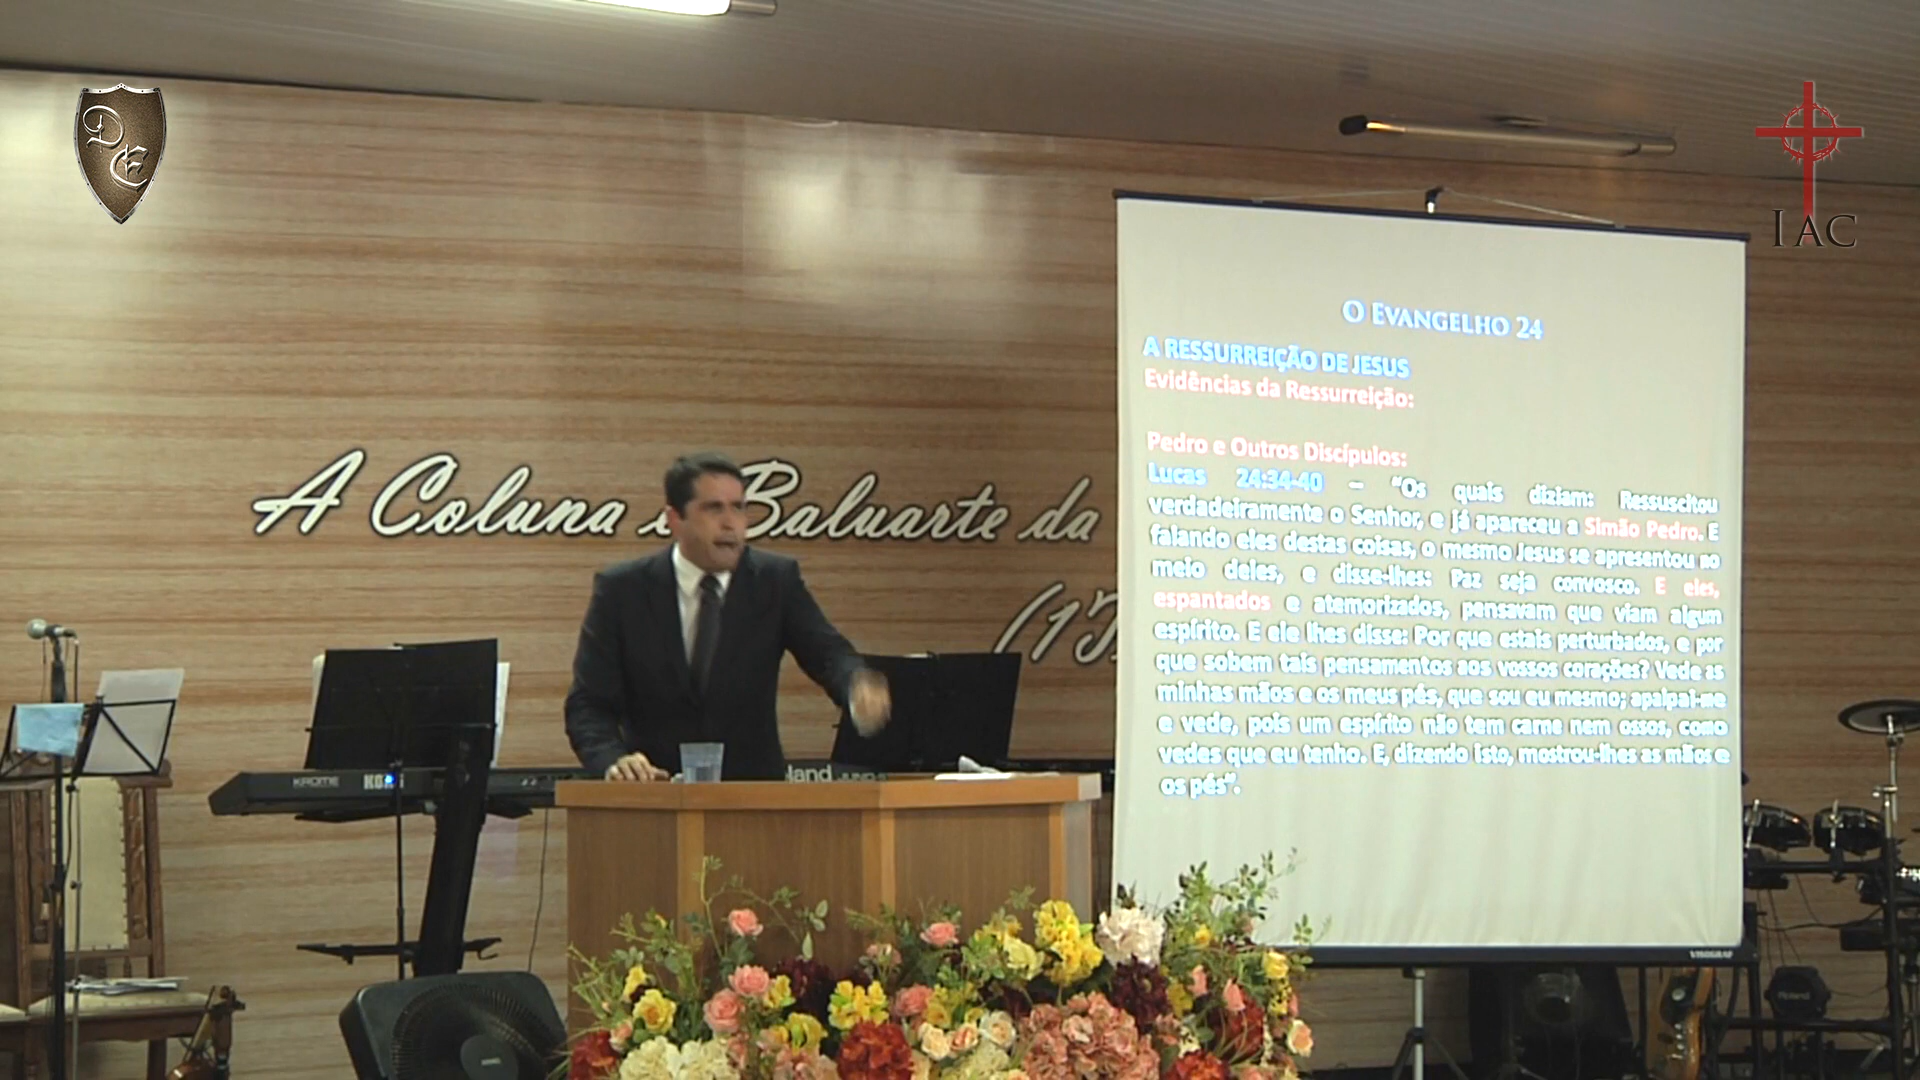 DE
IAC
A Coluna e Baluarte da
(1
O EVANGELHO 24
A RESSURREIÇÃO DE JESUS
Evidências da Ressurreição:
Pedro e Outros Discípulos:
Lucas 24:34-40 – “Os quais diziam: Ressuscitou
verdadeiramente o Senhor, e já apareceu a Simão Pedro. E
falando eles destas coisas, o mesmo Jesus se apresentou no
meio deles, e disse-lhes: Paz seja convosco. E eles,
espantados e atemorizados, pensavam que viam algum
espírito. E ele lhes disse: Por que estais perturbados, e por
que sobem tais pensamentos aos vossos corações? Vede as
minhas mãos e os meus pés, que sou eu mesmo; apalpai-me
e vede, pois um espírito não tem carne nem ossos, como
vedes que eu tenho. E, dizendo isto, mostrou-lhes as mãos e
os pés”.
KROME
KORG
Roland JUNO
VISOGRAF
Roland